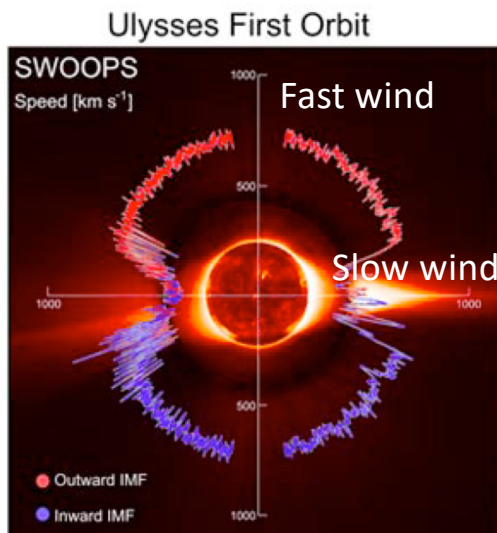 Ulysses First Orbit
SWOOPS
Speed [km s⁻¹]
1000
Fast wind
500
Slow wind
1000
1000
500
Outward IMF
Inward IMF
1000